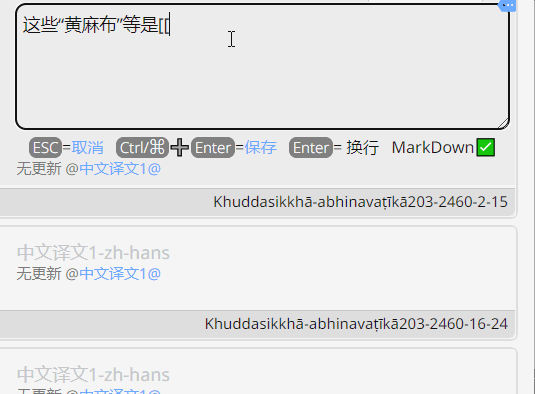 这些“黄麻布”等是[[
ESC=取消 Ctrl/⌘➕Enter=保存 Enter= 换行 MarkDown✅
无更新 @中文译文1@
Khuddasikkhā-abhinavaṭīkā203-2460-2-15
中文译文1-zh-hans
无更新 @中文译文1@
Khuddasikkhā-abhinavaṭīkā203-2460-16-24
中文译文1-zh-hans
无更新 @中文译文1@